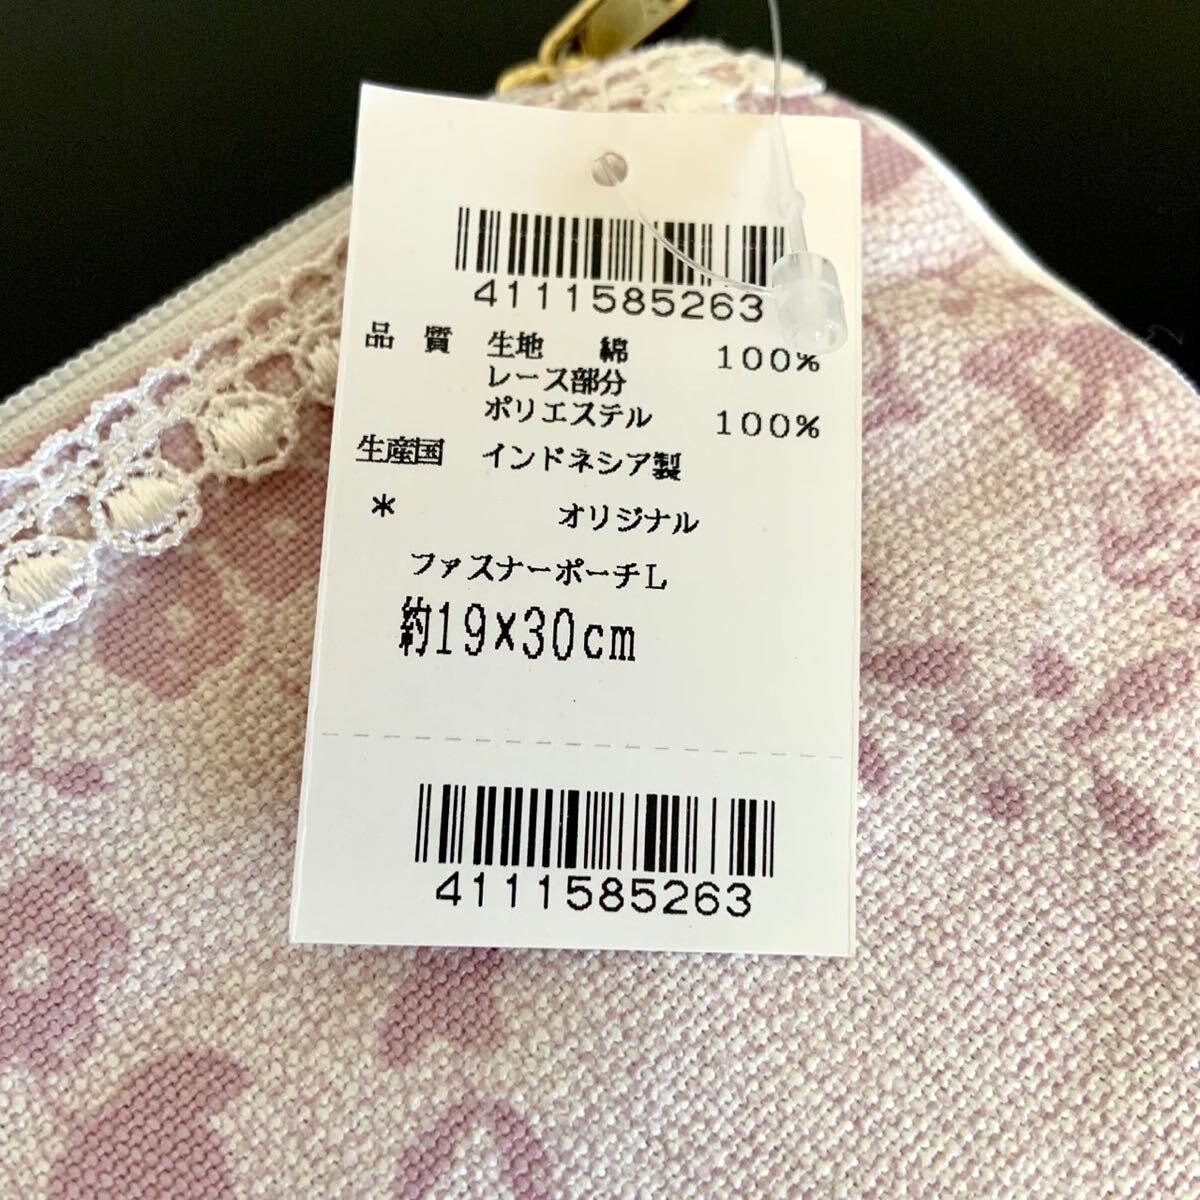 4111585263
品質 生地 綿 100%
レース部分
ポリエステル 100%
生産国 インドネシア製
* オリジナル
ファスナーポーチL
約19×30cm
4111585263